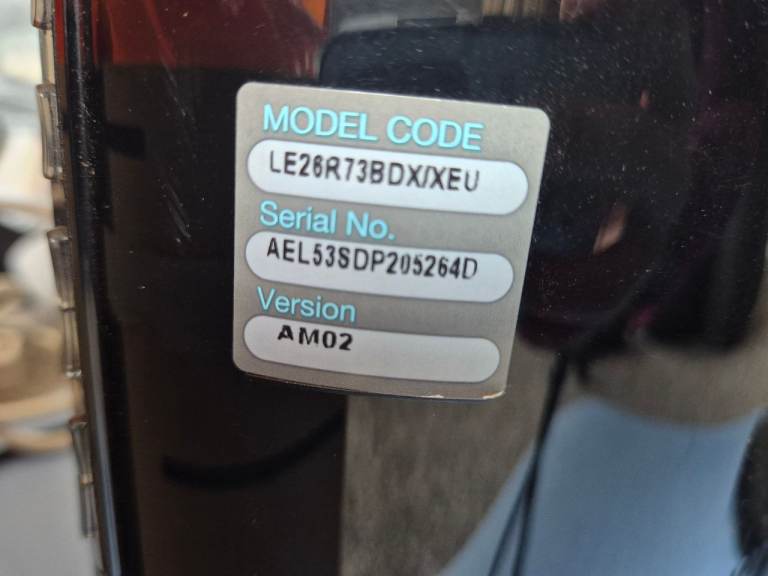 MODEL CODE
LE26R73BDX/XEU
Serial No.
AEL53SDP205264D
Version
AM02